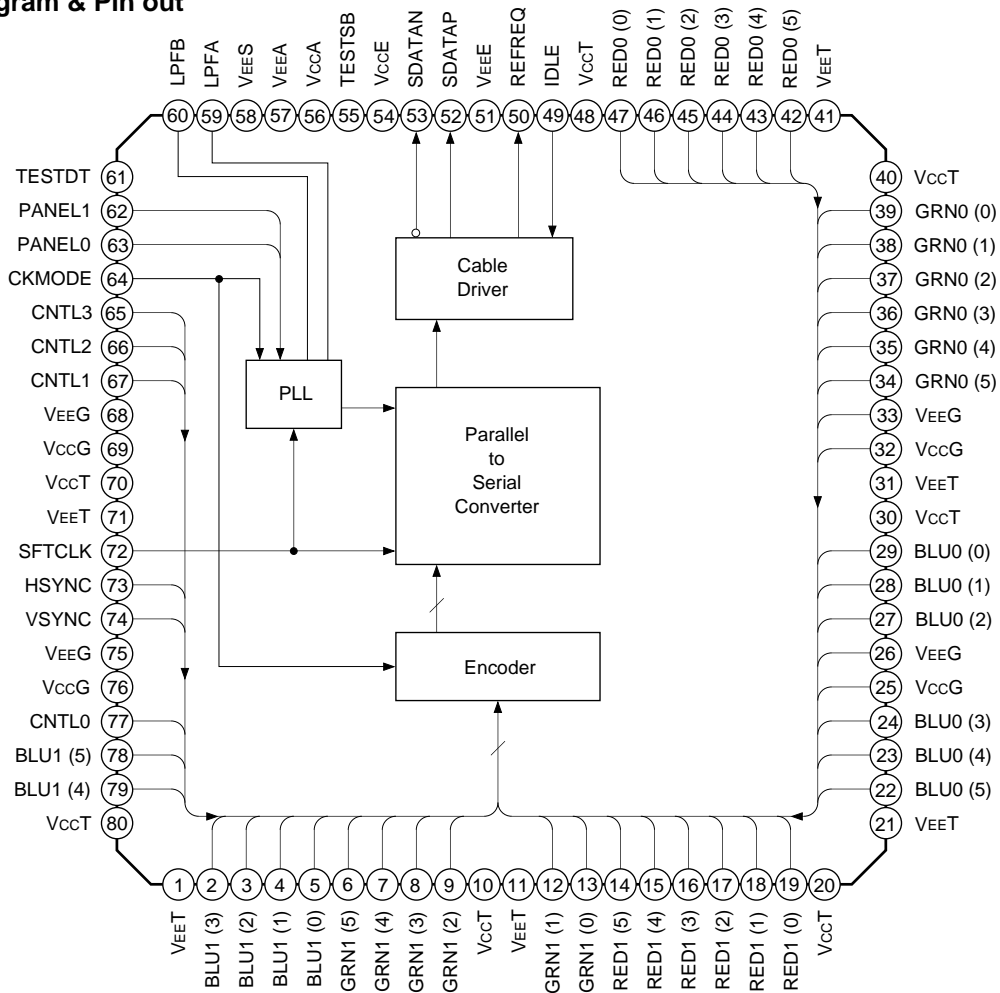 gram & Pin out
LPFB
LPFA
VEES
VEEA
VCCA
TESTSB
VCCE
SDATAN
SDATAP
VEEE
REFREQ
IDLE
VCCT
RED0 (0)
RED0 (1)
RED0 (2)
RED0 (3)
RED0 (4)
RED0 (5)
VEET
60 59 58 57 56 55 54 53 52 51 50 49 48 47 46 45 44 43 42 41
TESTDT 61
PANEL1 62
PANEL0 63
CKMODE 64
CNTL3 65
CNTL2 66
CNTL1 67
VEEG 68
VCCG 69
VCCT 70
VEET 71
SFTCLK 72
HSYNC 73
VSYNC 74
VEEG 75
VCCG 76
CNTL0 77
BLU1 (5) 78
BLU1 (4) 79
VCCT 80
Cable
Driver
PLL
Parallel
to
Serial
Converter
Encoder
40 VCCT
39 GRN0 (0)
38 GRN0 (1)
37 GRN0 (2)
36 GRN0 (3)
35 GRN0 (4)
34 GRN0 (5)
33 VEEG
32 VCCG
31 VEET
30 VCCT
29 BLU0 (0)
28 BLU0 (1)
27 BLU0 (2)
26 VEEG
25 VCCG
24 BLU0 (3)
23 BLU0 (4)
22 BLU0 (5)
21 VEET
1 2 3 4 5 6 7 8 9 10 11 12 13 14 15 16 17 18 19 20
VEET
BLU1 (3)
BLU1 (2)
BLU1 (1)
BLU1 (0)
GRN1 (5)
GRN1 (4)
GRN1 (3)
GRN1 (2)
VCCT
VEET
GRN1 (1)
GRN1 (0)
RED1 (5)
RED1 (4)
RED1 (3)
RED1 (2)
RED1 (1)
RED1 (0)
VCCT